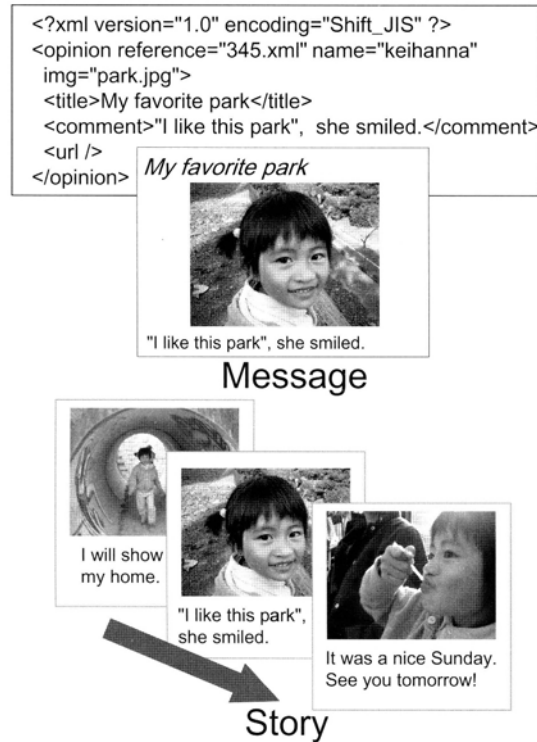 <?xml version="1.0" encoding="Shift_JIS" ?>
<opinion reference="345.xml" name="keihanna"
img="park.jpg">
<title>My favorite park</title>
<comment>"I like this park",  she smiled.</comment>
<url />
</opinion>
My favorite park
"I like this park", she smiled.
Message
I will show
my home.
"I like this park",
she smiled.
It was a nice Sunday.
See you tomorrow!
Story